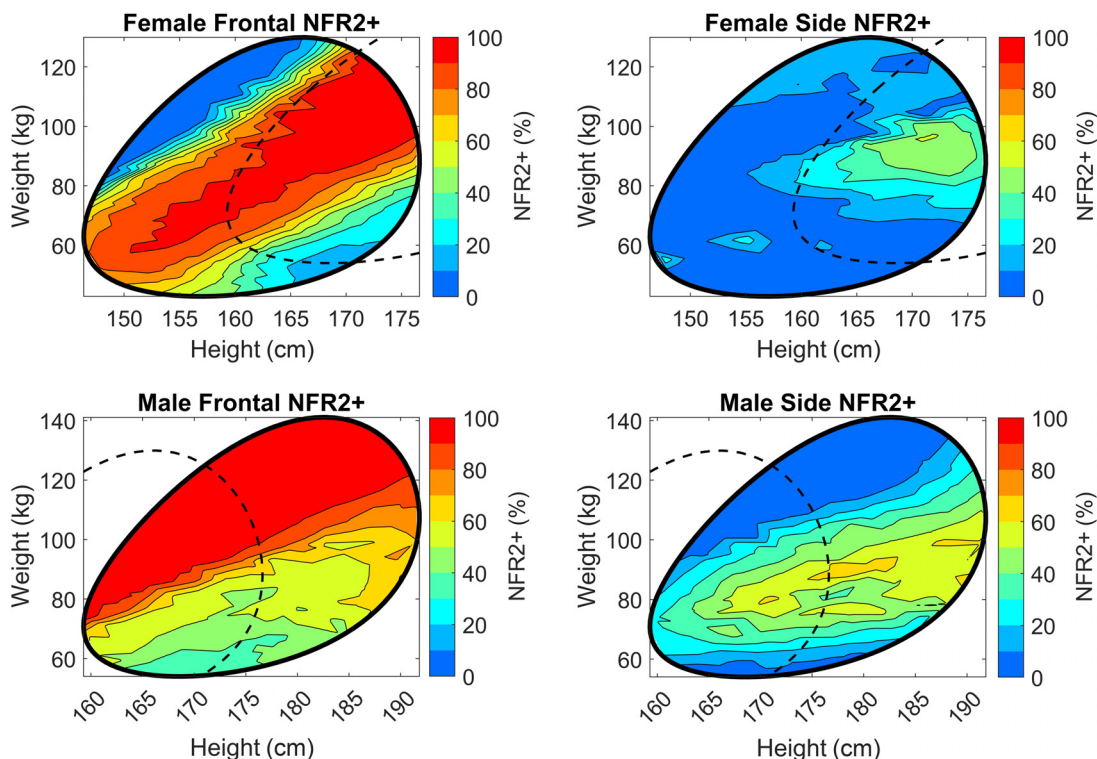 Female Frontal NFR2+
Weight (kg)
120
100
80
60
150 155 160 165 170 175
Height (cm)
100
80
60
40
20
0
NFR2+ (%)
Female Side NFR2+
Weight (kg)
120
100
80
60
150 155 160 165 170 175
Height (cm)
100
80
60
40
20
0
NFR2+ (%)
Male Frontal NFR2+
Weight (kg)
140
120
100
80
60
160 165 170 175 180 185 190
Height (cm)
100
80
60
40
20
0
NFR2+ (%)
Male Side NFR2+
Weight (kg)
140
120
100
80
60
160 165 170 175 180 185 190
Height (cm)
100
80
60
40
20
0
NFR2+ (%)